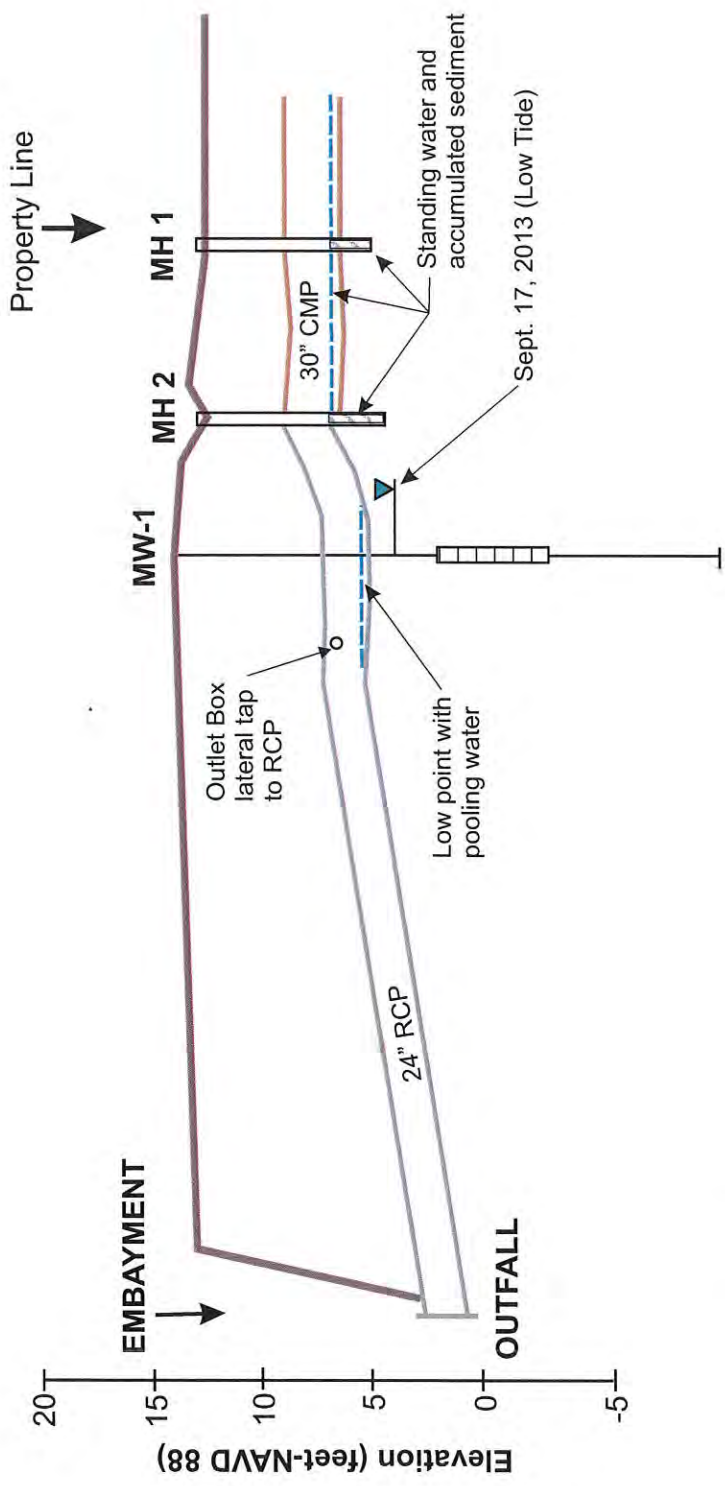 Property Line
MH 1
MH 2
MW-1
EMBAYMENT
30” CMP
Standing water and
accumulated sediment
Sept. 17, 2013 (Low Tide)
Outlet Box
lateral tap
to RCP
Low point with
pooling water
24” RCP
OUTFALL
20
15
10
5
0
-5
Elevation (feet-NAVD 88)